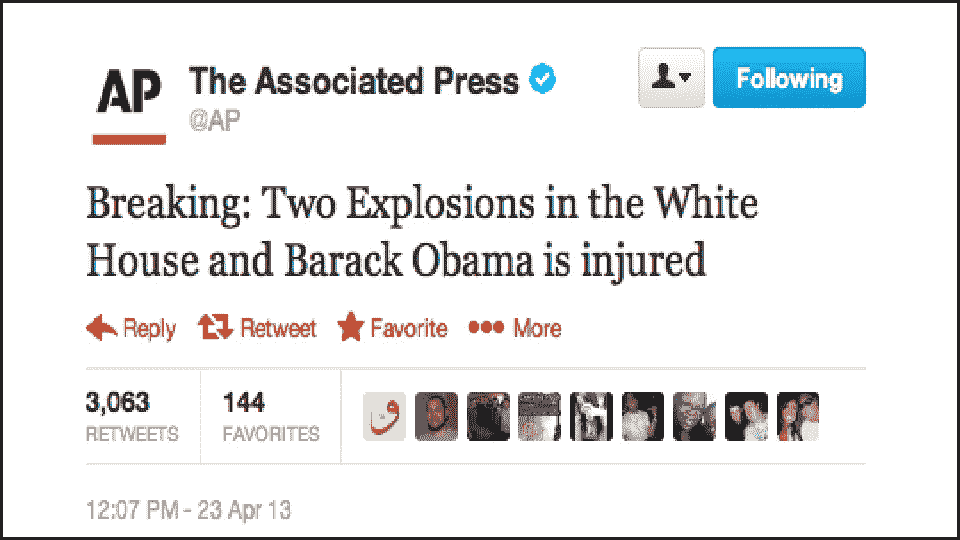 AP
The Associated Press
@AP
Following
Breaking: Two Explosions in the White
House and Barack Obama is injured
Reply Retweet Favorite More
3,063 144
RETWEETS FAVORITES
و
12:07 PM - 23 Apr 13